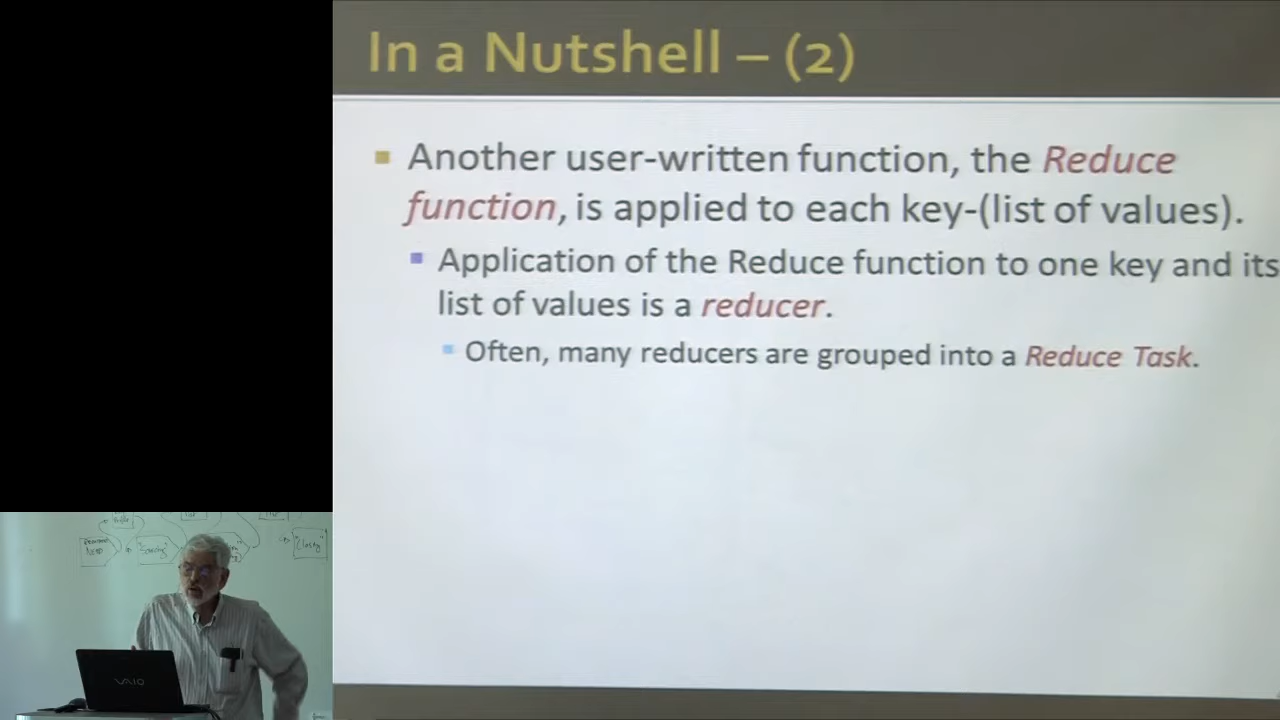 In a Nutshell – (2)
Another user-written function, the Reduce
function, is applied to each key-(list of values).
Application of the Reduce function to one key and its
list of values is a reducer.
Often, many reducers are grouped into a Reduce Task.
VAIO